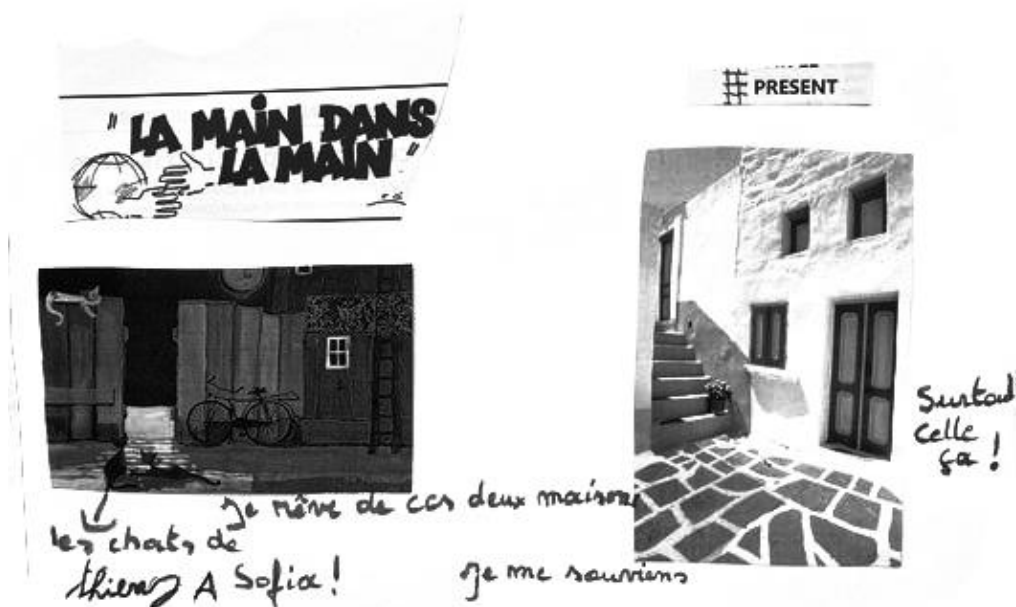 " LA MAIN DANS
LA MAIN "
# PRESENT
Surtout
Celle
ça !
Je rêve de ces deux maisons
les chats de
thierry A Sofia !
Je me souviens